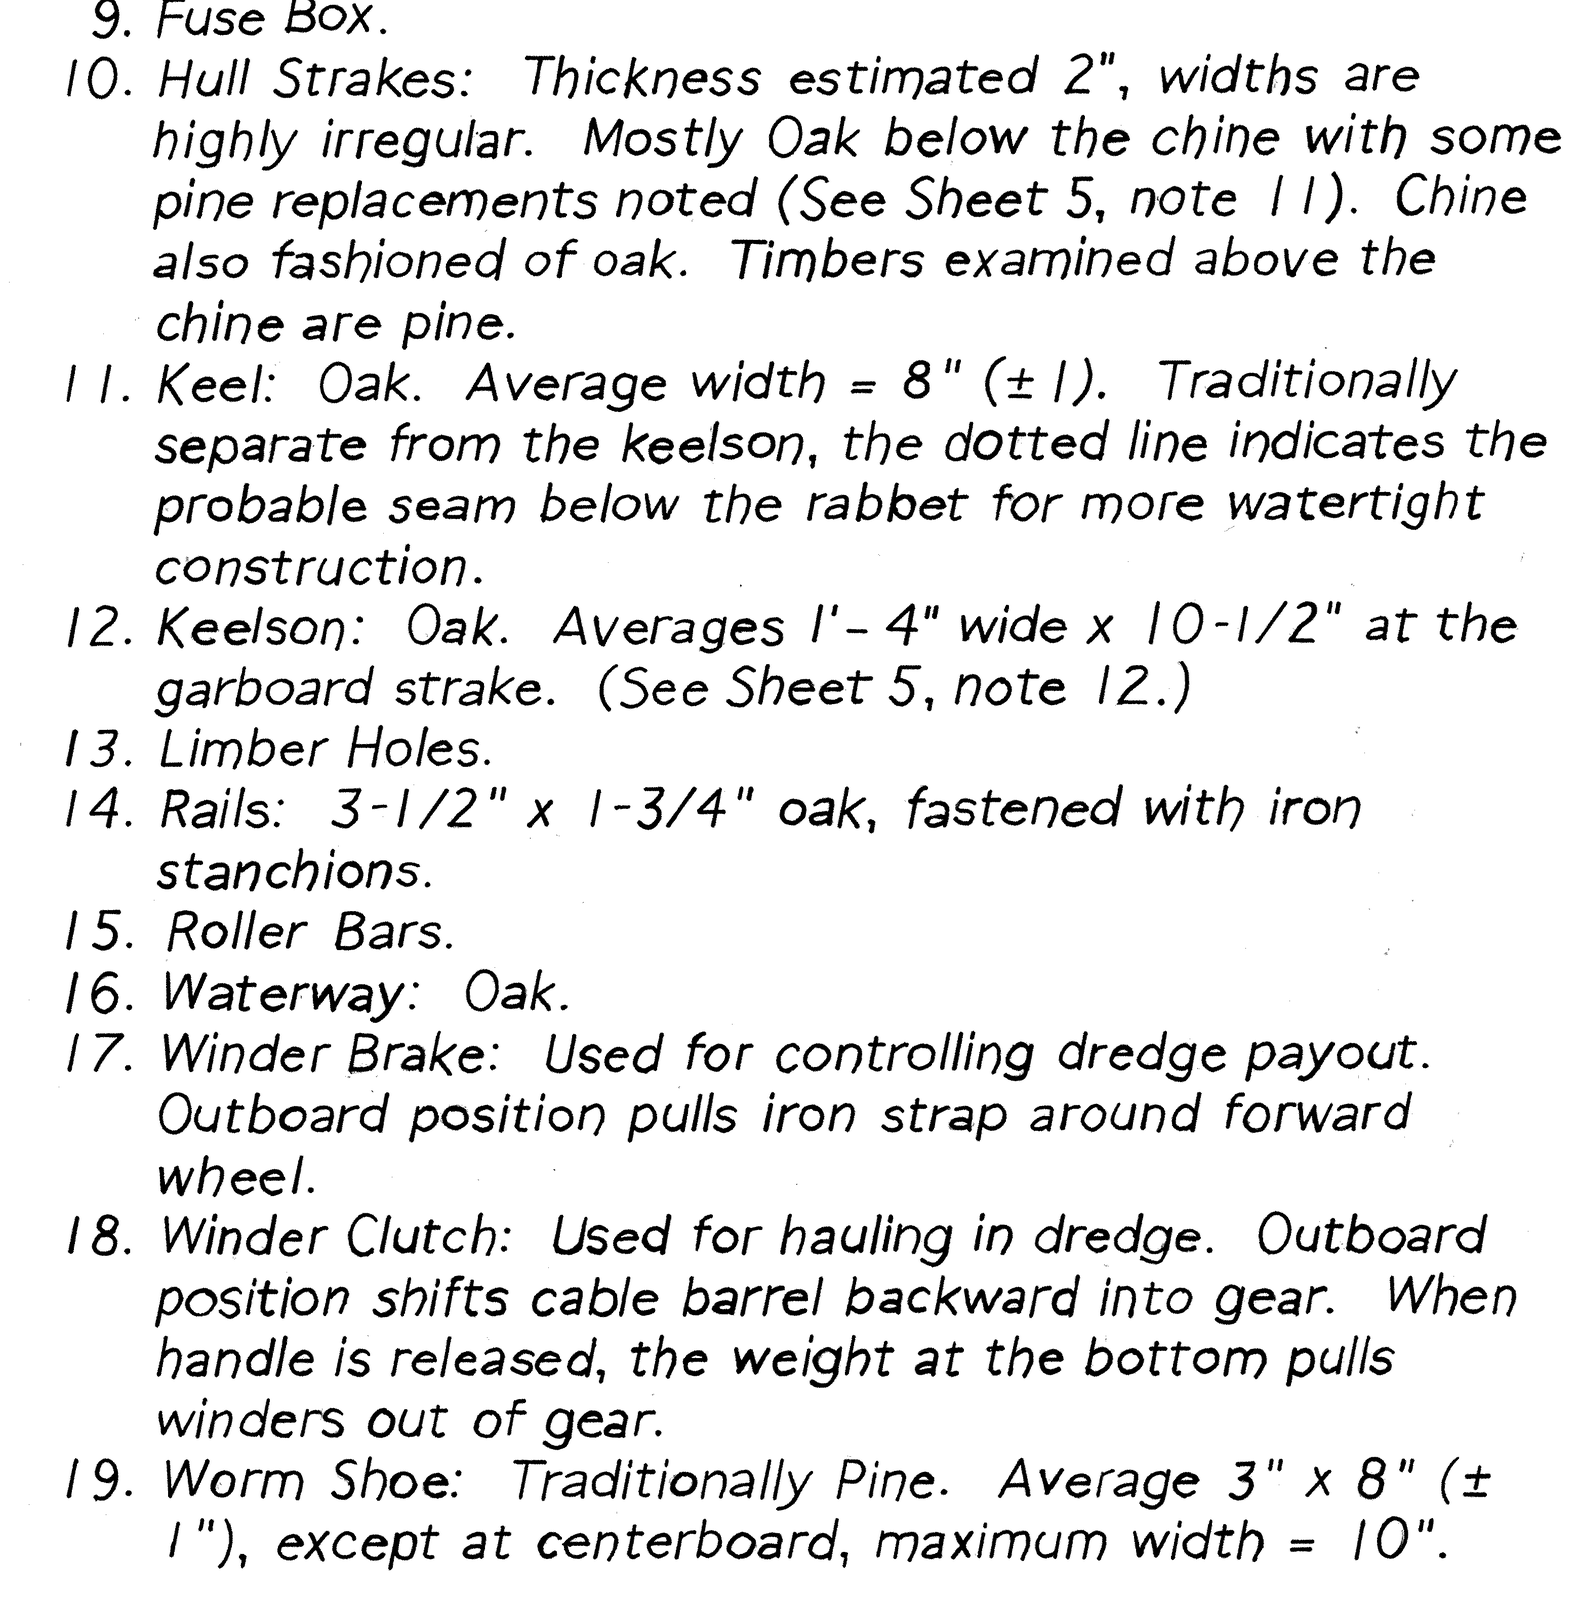 9. Fuse Box.
10. Hull Strakes: Thickness estimated 2", widths are
highly irregular. Mostly Oak below the chine with some
pine replacements noted (See Sheet 5, note 11). Chine
also fashioned of oak. Timbers examined above the
chine are pine.
11. Keel: Oak. Average width = 8" (± 1). Traditionally
separate from the keelson, the dotted line indicates the
probable seam below the rabbet for more watertight
construction.
12. Keelson: Oak. Averages 1'-4" wide x 10-1/2" at the
garboard strake. (See Sheet 5, note 12.)
13. Limber Holes.
14. Rails: 3-1/2" x 1-3/4" oak, fastened with iron
stanchions.
15. Roller Bars.
16. Waterway: Oak.
17. Winder Brake: Used for controlling dredge payout.
Outboard position pulls iron strap around forward
wheel.
18. Winder Clutch: Used for hauling in dredge. Outboard
position shifts cable barrel backward into gear. When
handle is released, the weight at the bottom pulls
winders out of gear.
19. Worm Shoe: Traditionally Pine. Average 3" x 8" (±
1"), except at centerboard, maximum width = 10".